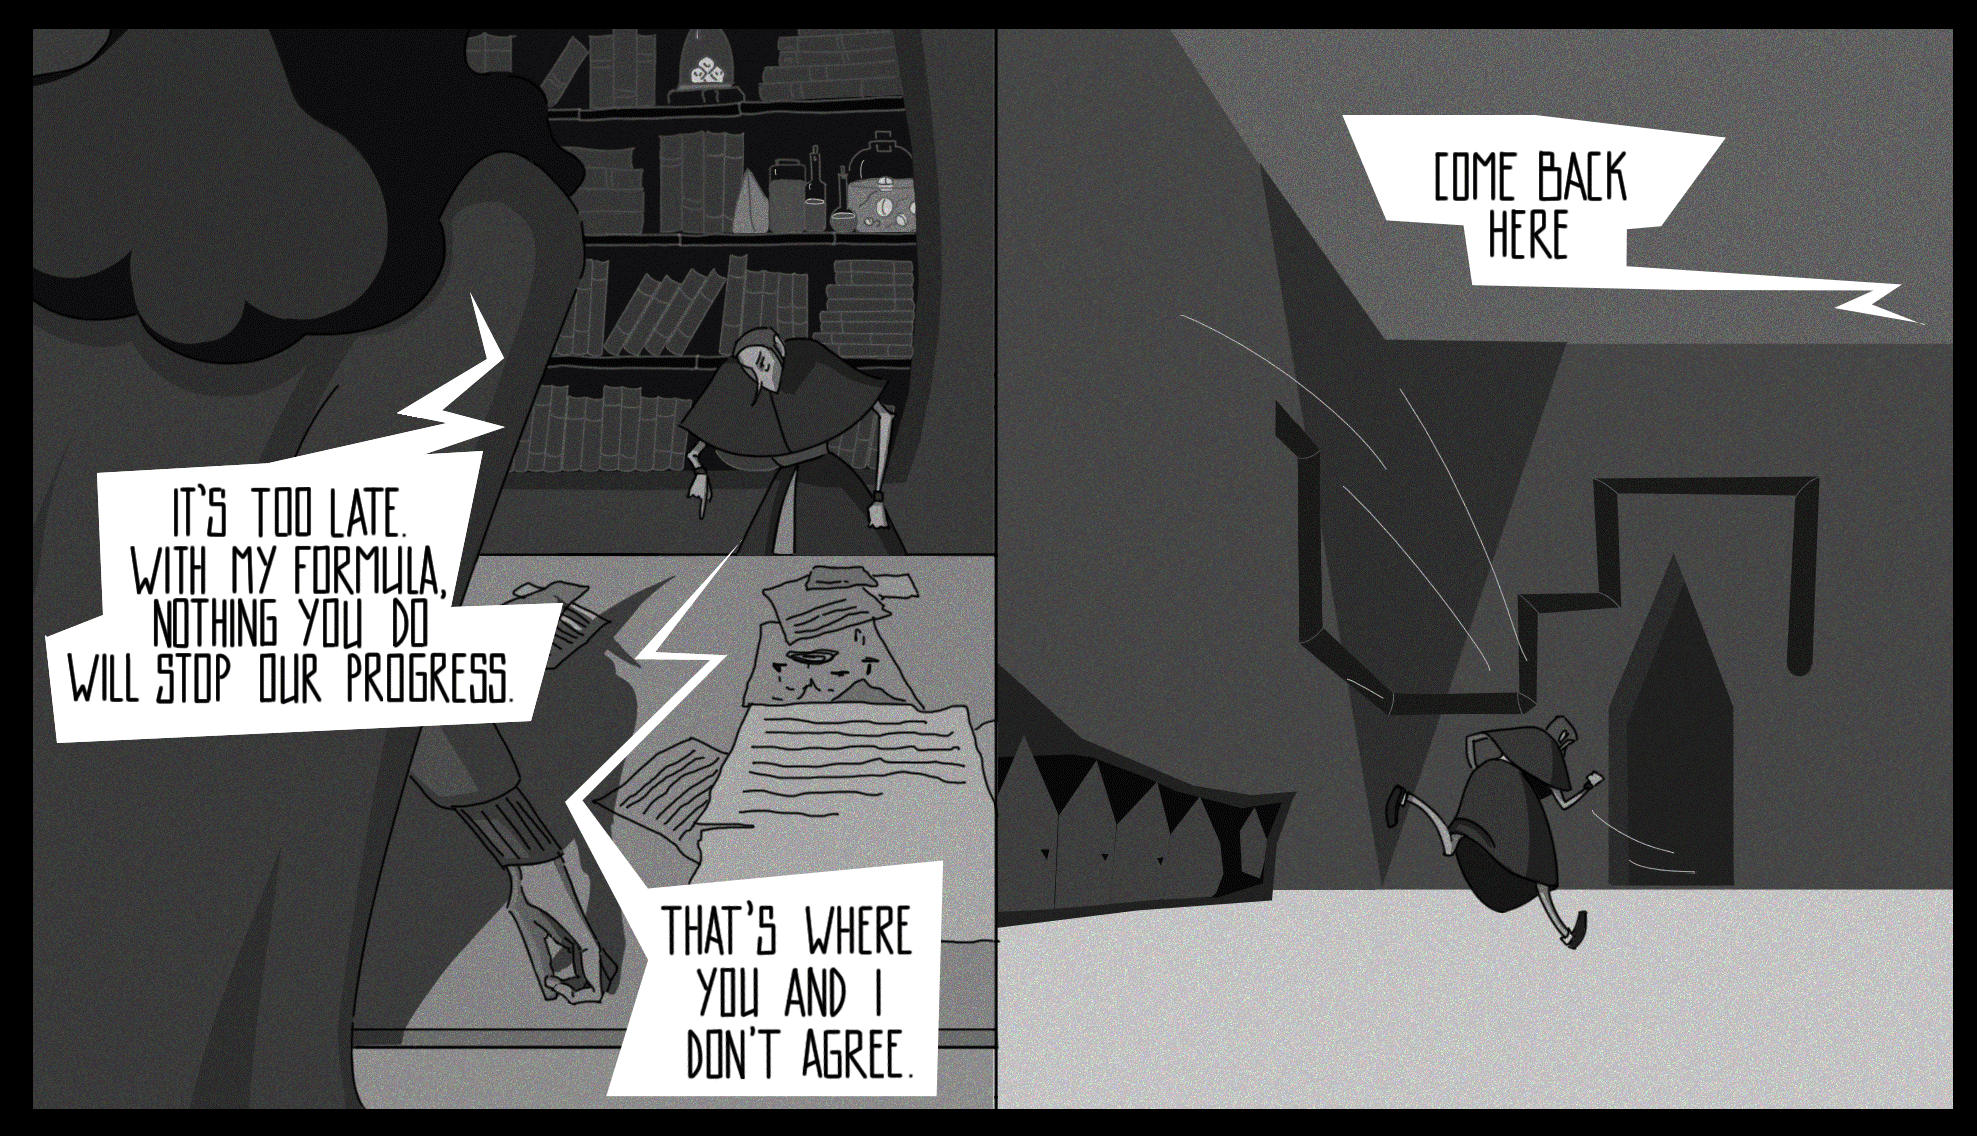 IT'S TOO LATE.
WITH MY FORMULA,
NOTHING YOU DO
WILL STOP OUR PROGRESS.
THAT'S WHERE
YOU AND I
DON'T AGREE.
COME BACK
HERE